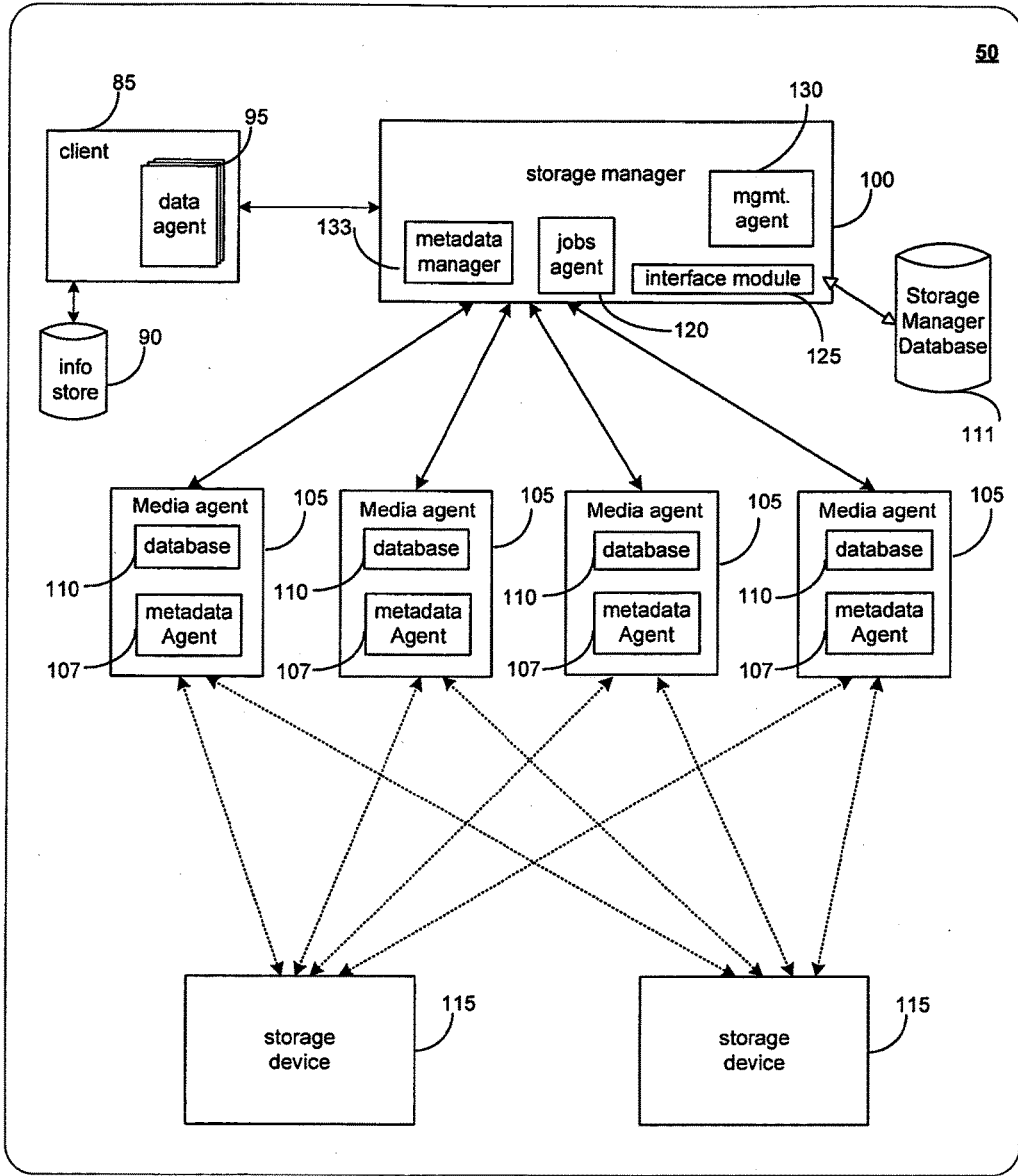 50
85
95
client
data
agent
130
storage manager
mgmt.
agent
100
133
metadata
manager
jobs
agent
interface module
120
125
Storage
Manager
Database
111
90
info
store
Media agent
105
database
110
metadata
Agent
107
Media agent
105
database
110
metadata
Agent
107
Media agent
105
database
110
metadata
Agent
107
Media agent
105
database
110
metadata
Agent
107
storage
device
115
storage
device
115